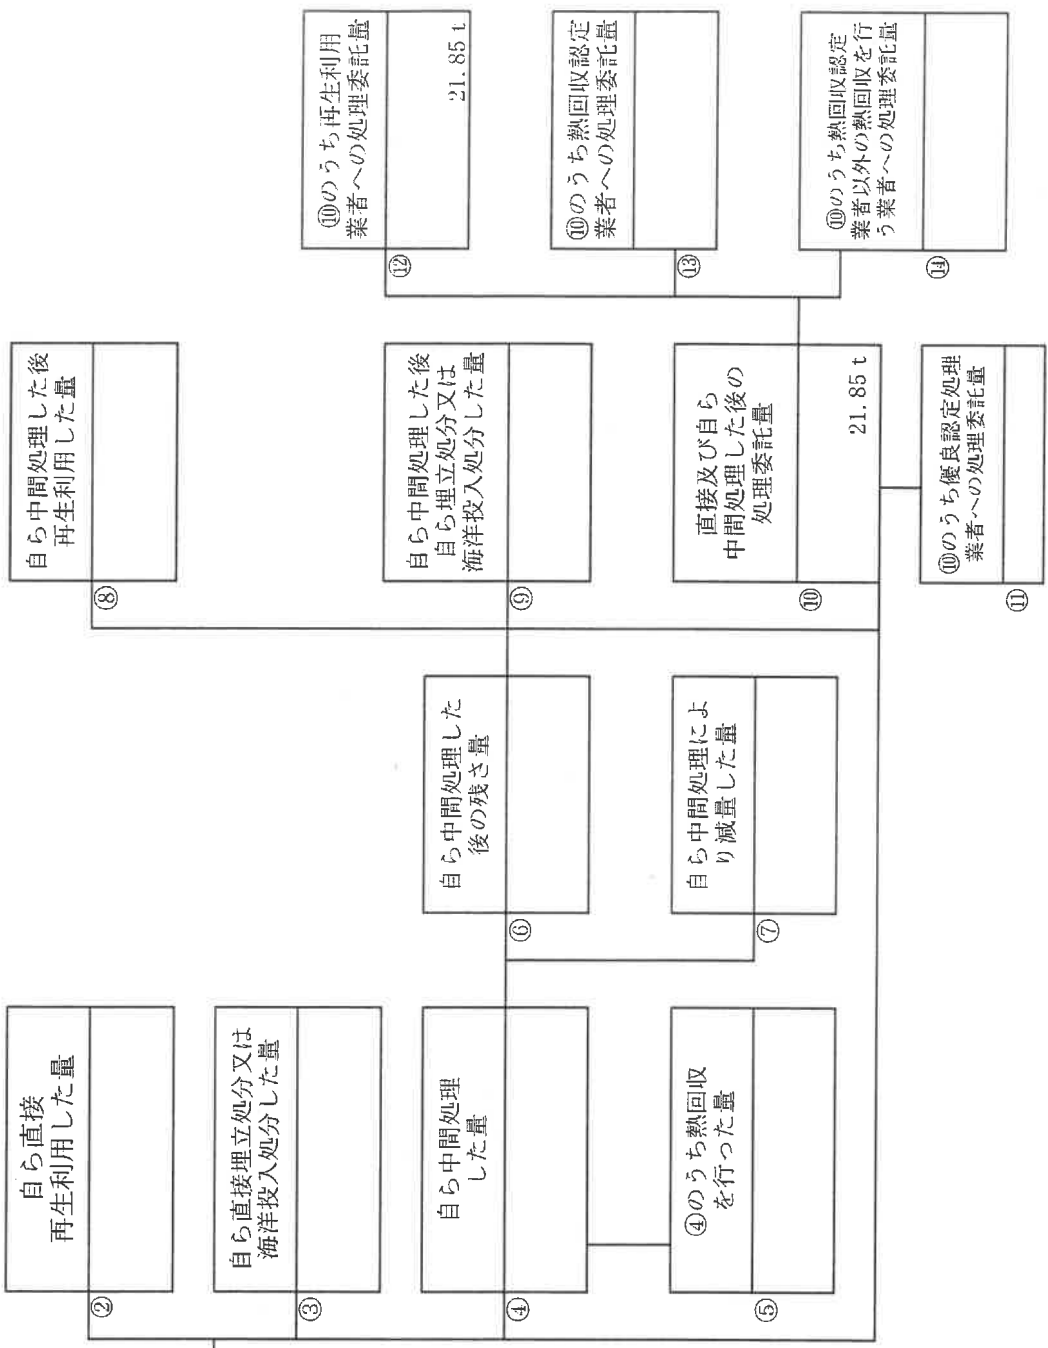 ②
自ら直接
再生利用した量
③
自ら直接埋立処分又は
海洋投入処分した量
④
自ら中間処理
した量
⑤
④のうち熱回収
を行った量
⑥
自ら中間処理した
後の残さ量
⑦
自ら中間処理によ
り減量した量
⑧
自ら中間処理した後
再生利用した量
⑨
自ら中間処理した後
自ら埋立処分又は
海洋投入処分した量
⑩
直接及び自ら
中間処理した後の
処理委託量
21.85 t
⑪
⑩のうち優良認定処理
業者への処理委託量
⑫
⑩のうち再生利用
業者への処理委託量
21.85 t
⑬
⑩のうち熱回収認定
業者への処理委託量
⑭
⑩のうち熱回収認定
業者以外の熱回収を行
う業者への処理委託量